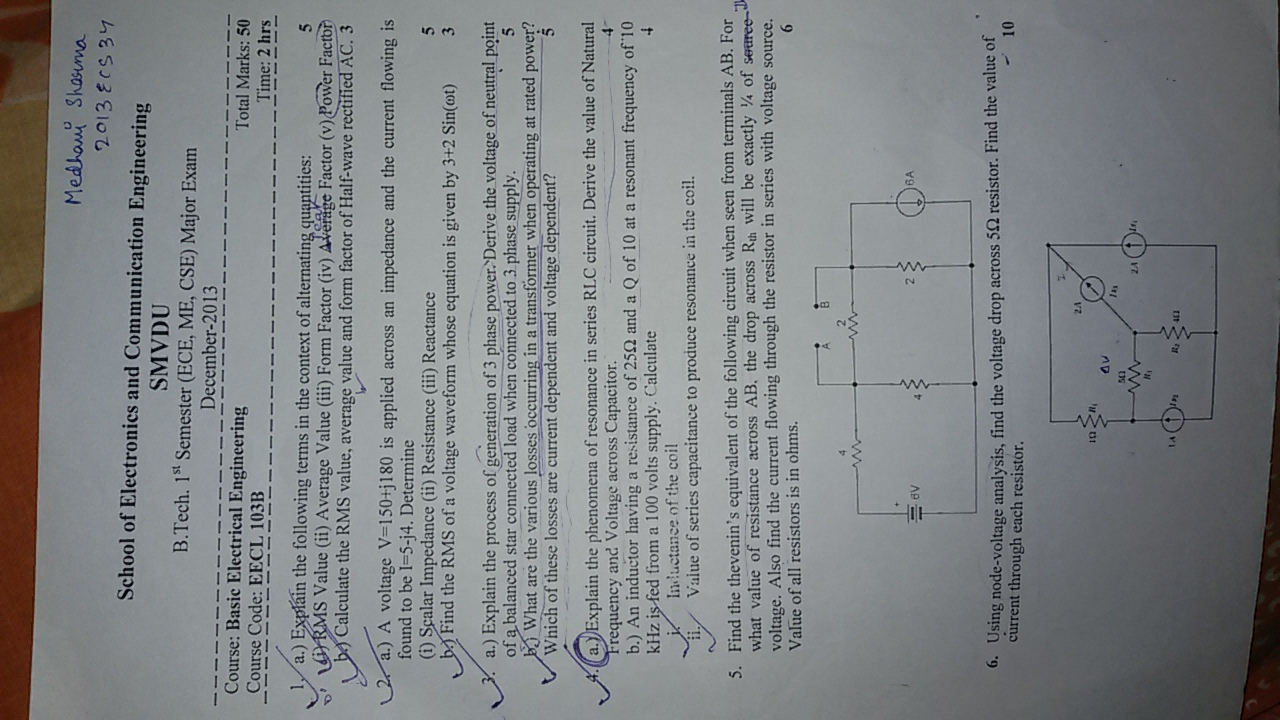 Sharma
2013ECS34
School of Electronics and Communication Engineering
SMVDU
B.Tech. 1st Semester (ECE, ME, CSE) Major Exam
December-2013
Course: Basic Electrical Engineering
Total Marks: 50
Course Code: EECL 103B
Time: 2 hrs
1. a.) Explain the following terms in the context of alternating quantities: 5
Peak
(i) RMS Value (ii) Average Value (iii) Form Factor (iv) Average Factor (v) Power Factor
b.) Calculate the RMS value, average value and form factor of Half-wave rectified AC. 3
2. a.) A voltage V=150+j180 is applied across an impedance and the current flowing is
found to be I=5-j4. Determine
(i) Scalar Impedance (ii) Resistance (iii) Reactance 5
b.) Find the RMS of a voltage waveform whose equation is given by 3+2 Sin(ωt) 3
3. a.) Explain the process of generation of 3 phase power. Derive the voltage of neutral point
of a balanced star connected load when connected to 3 phase supply. 5
b.) What are the various losses occurring in a transformer when operating at rated power?
Which of these losses are current dependent and voltage dependent? 5
4. a.) Explain the phenomena of resonance in series RLC circuit. Derive the value of Natural
Frequency and Voltage across Capacitor. 4
b.) An inductor having a resistance of 25Ω and a Q of 10 at a resonant frequency of 10
kHz is fed from a 100 volts supply. Calculate 4
i. Inductance of the coil
ii. Value of series capacitance to produce resonance in the coil.
5. Find the thevenin's equivalent of the following circuit when seen from terminals AB. For
what value of resistance across AB, the drop across Rth will be exactly ¼ of source
voltage. Also find the current flowing through the resistor in series with voltage source.
Value of all resistors is in ohms. 6
A B
4 2
+
6V 4 2 6A
6. Using node-voltage analysis, find the voltage drop across 5Ω resistor. Find the value of
current through each resistor. 10
2A
1Ω R1
5Ω
2A
1A R2 4Ω